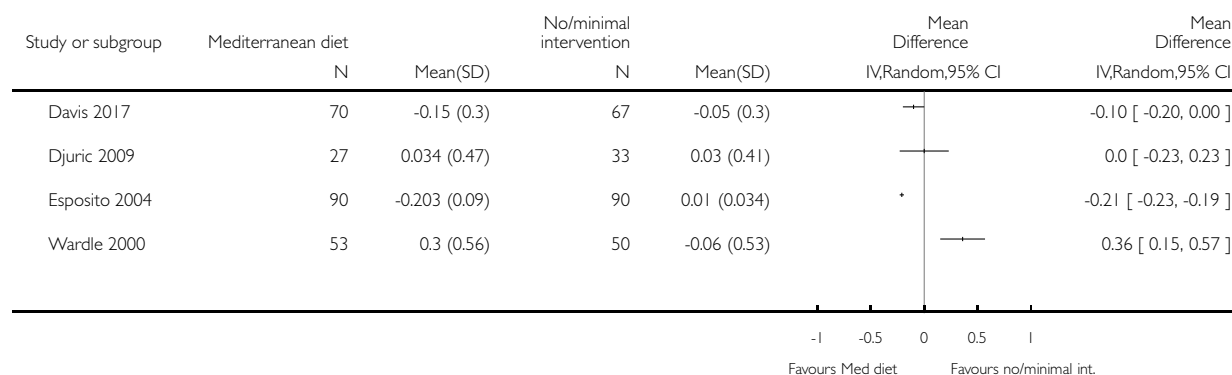 No/minimal Mean Mean
Study or subgroup Mediterranean diet intervention Difference Difference
N Mean(SD) N Mean(SD) IV,Random,95% CI IV,Random,95% CI
Davis 2017 70 -0.15 (0.3) 67 -0.05 (0.3) -0.10 [ -0.20, 0.00 ]
Djuric 2009 27 0.034 (0.47) 33 0.03 (0.41) 0.0 [ -0.23, 0.23 ]
Esposito 2004 90 -0.203 (0.09) 90 0.01 (0.034) -0.21 [ -0.23, -0.19 ]
Wardle 2000 53 0.3 (0.56) 50 -0.06 (0.53) 0.36 [ 0.15, 0.57 ]
-1 -0.5 0 0.5 1
Favours Med diet Favours no/minimal int.